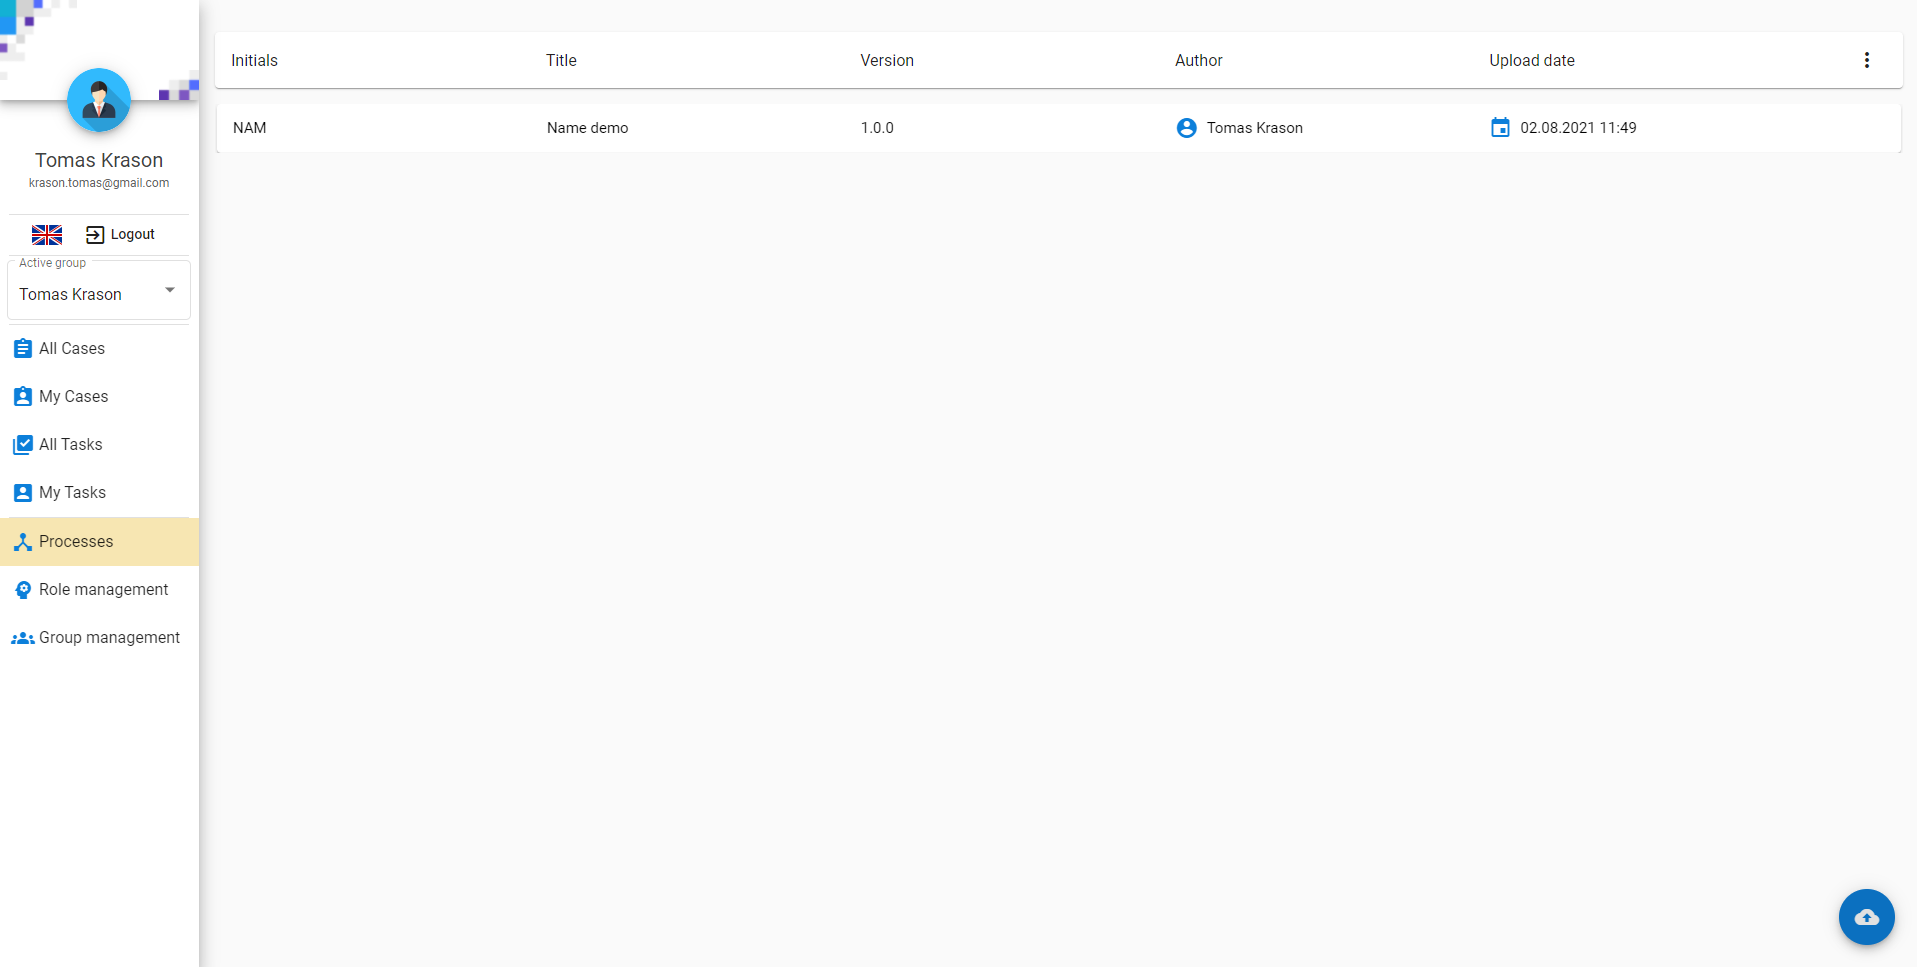 Tomas Krason
krason.tomas@gmail.com
Logout
Active group
Tomas Krason
All Cases
My Cases
All Tasks
My Tasks
Processes
Role management
Group management
Initials Title Version Author Upload date
NAM Name demo 1.0.0 Tomas Krason 02.08.2021 11:49